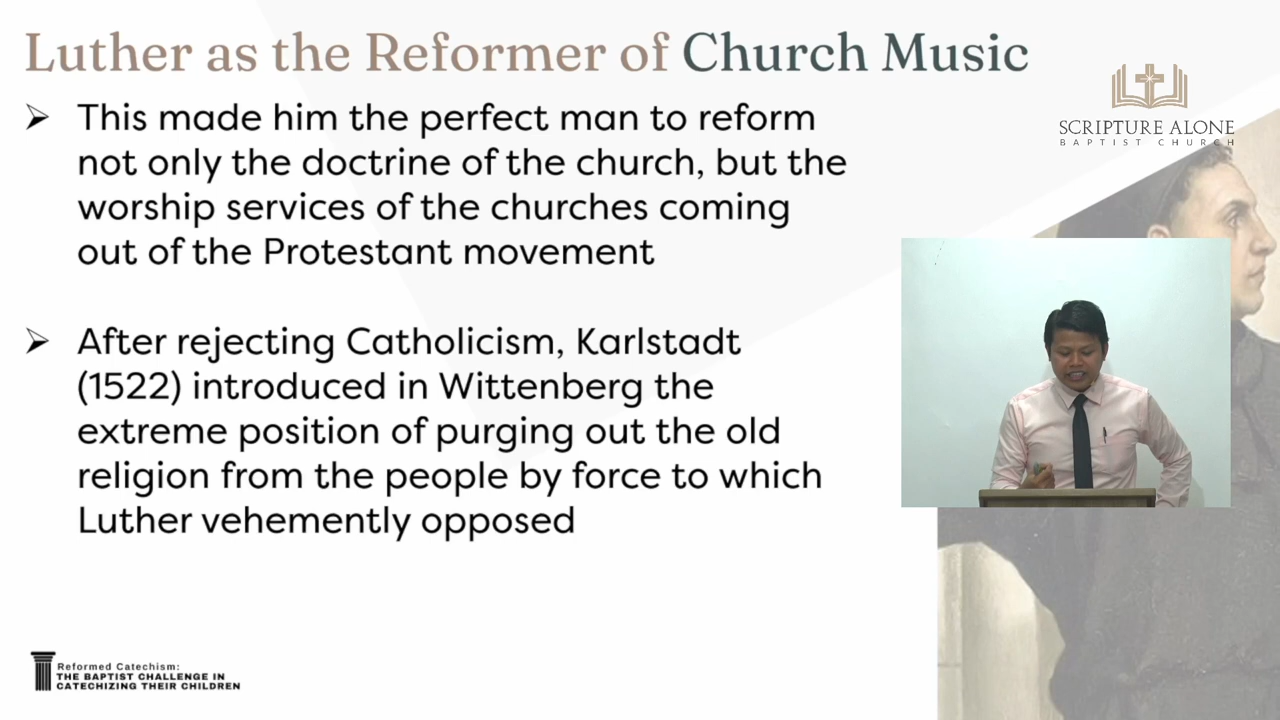 Luther as the Reformer of Church Music
SCRIPTURE ALONE
BAPTIST CHURCH
➢ This made him the perfect man to reform
not only the doctrine of the church, but the
worship services of the churches coming
out of the Protestant movement
➢ After rejecting Catholicism, Karlstadt
(1522) introduced in Wittenberg the
extreme position of purging out the old
religion from the people by force to which
Luther vehemently opposed
Reformed Catechism:
THE BAPTIST CHALLENGE IN
CATECHIZING THEIR CHILDREN